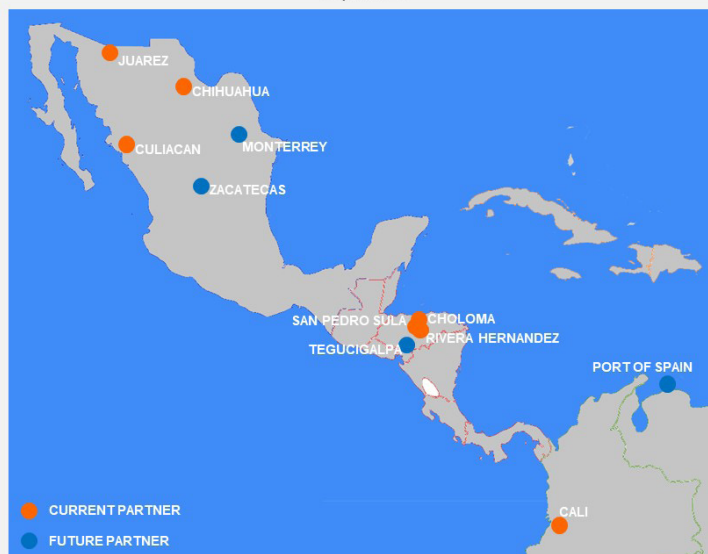 JUAREZ
CHIHUAHUA
CULIACAN
MONTERREY
ZACATECAS
SAN PEDRO SULA
CHOLOMA
RIVERA HERNANDEZ
TEGUCIGALPA
PORT OF SPAIN
CALI
CURRENT PARTNER
FUTURE PARTNER